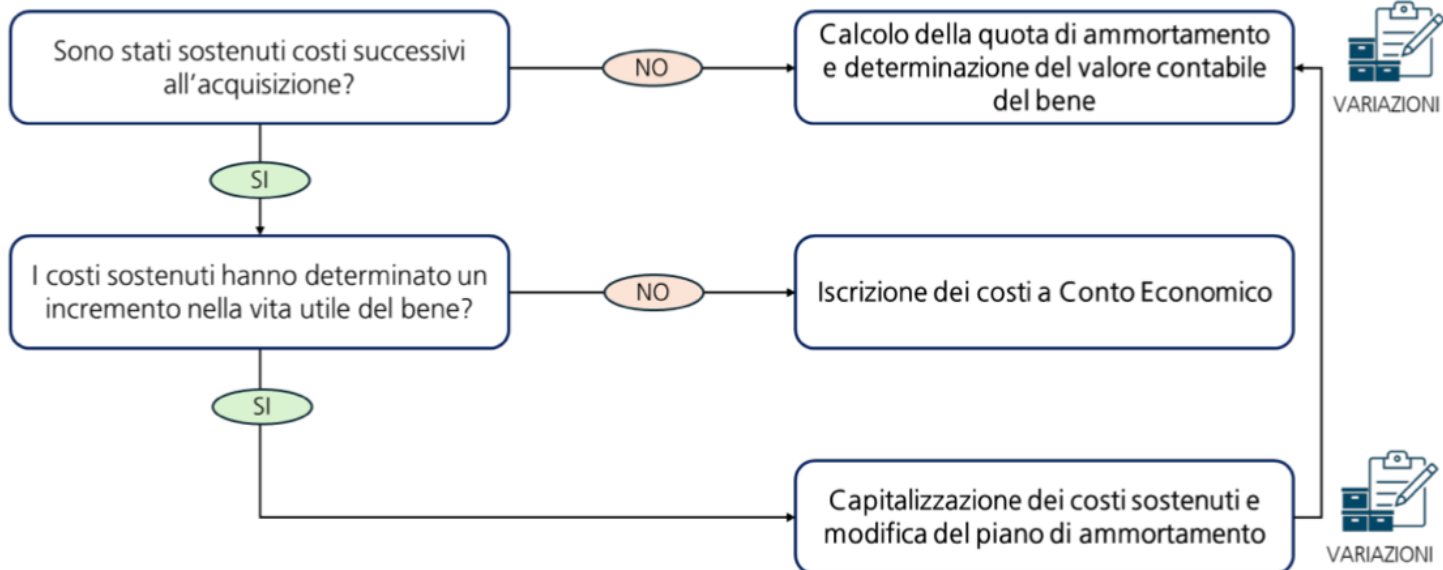 Sono stati sostenuti costi successivi
all'acquisizione?
NO
Calcolo della quota di ammortamento
e determinazione del valore contabile
del bene
VARIAZIONI
SI
I costi sostenuti hanno determinato un
incremento nella vita utile del bene?
NO
Iscrizione dei costi a Conto Economico
SI
Capitalizzazione dei costi sostenuti e
modifica del piano di ammortamento
VARIAZIONI